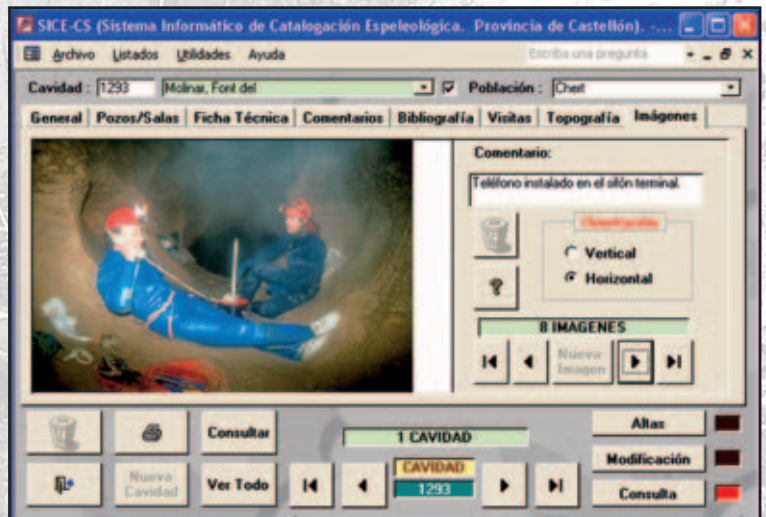 SICE-CS (Sistema Informático de Catalogación Espeleológica. Provincia de Castellón). -...
Archivo Listados Utilidades Ayuda Escriba una pregunta
Cavidad : 1293 Molinar, Font del Población : Chert
General Pozos/Salas Ficha Técnica Comentarios Bibliografía Visitas Topografía Imágenes
Comentario:
Teléfono instalado en el sifón terminal.
Orientación
Vertical
? Horizontal
8 IMAGENES
Nueva Imagen
Consultar
1 CAVIDAD
Altas
Nueva Cavidad
Ver Todo
CAVIDAD
1293
Modificación
Consulta